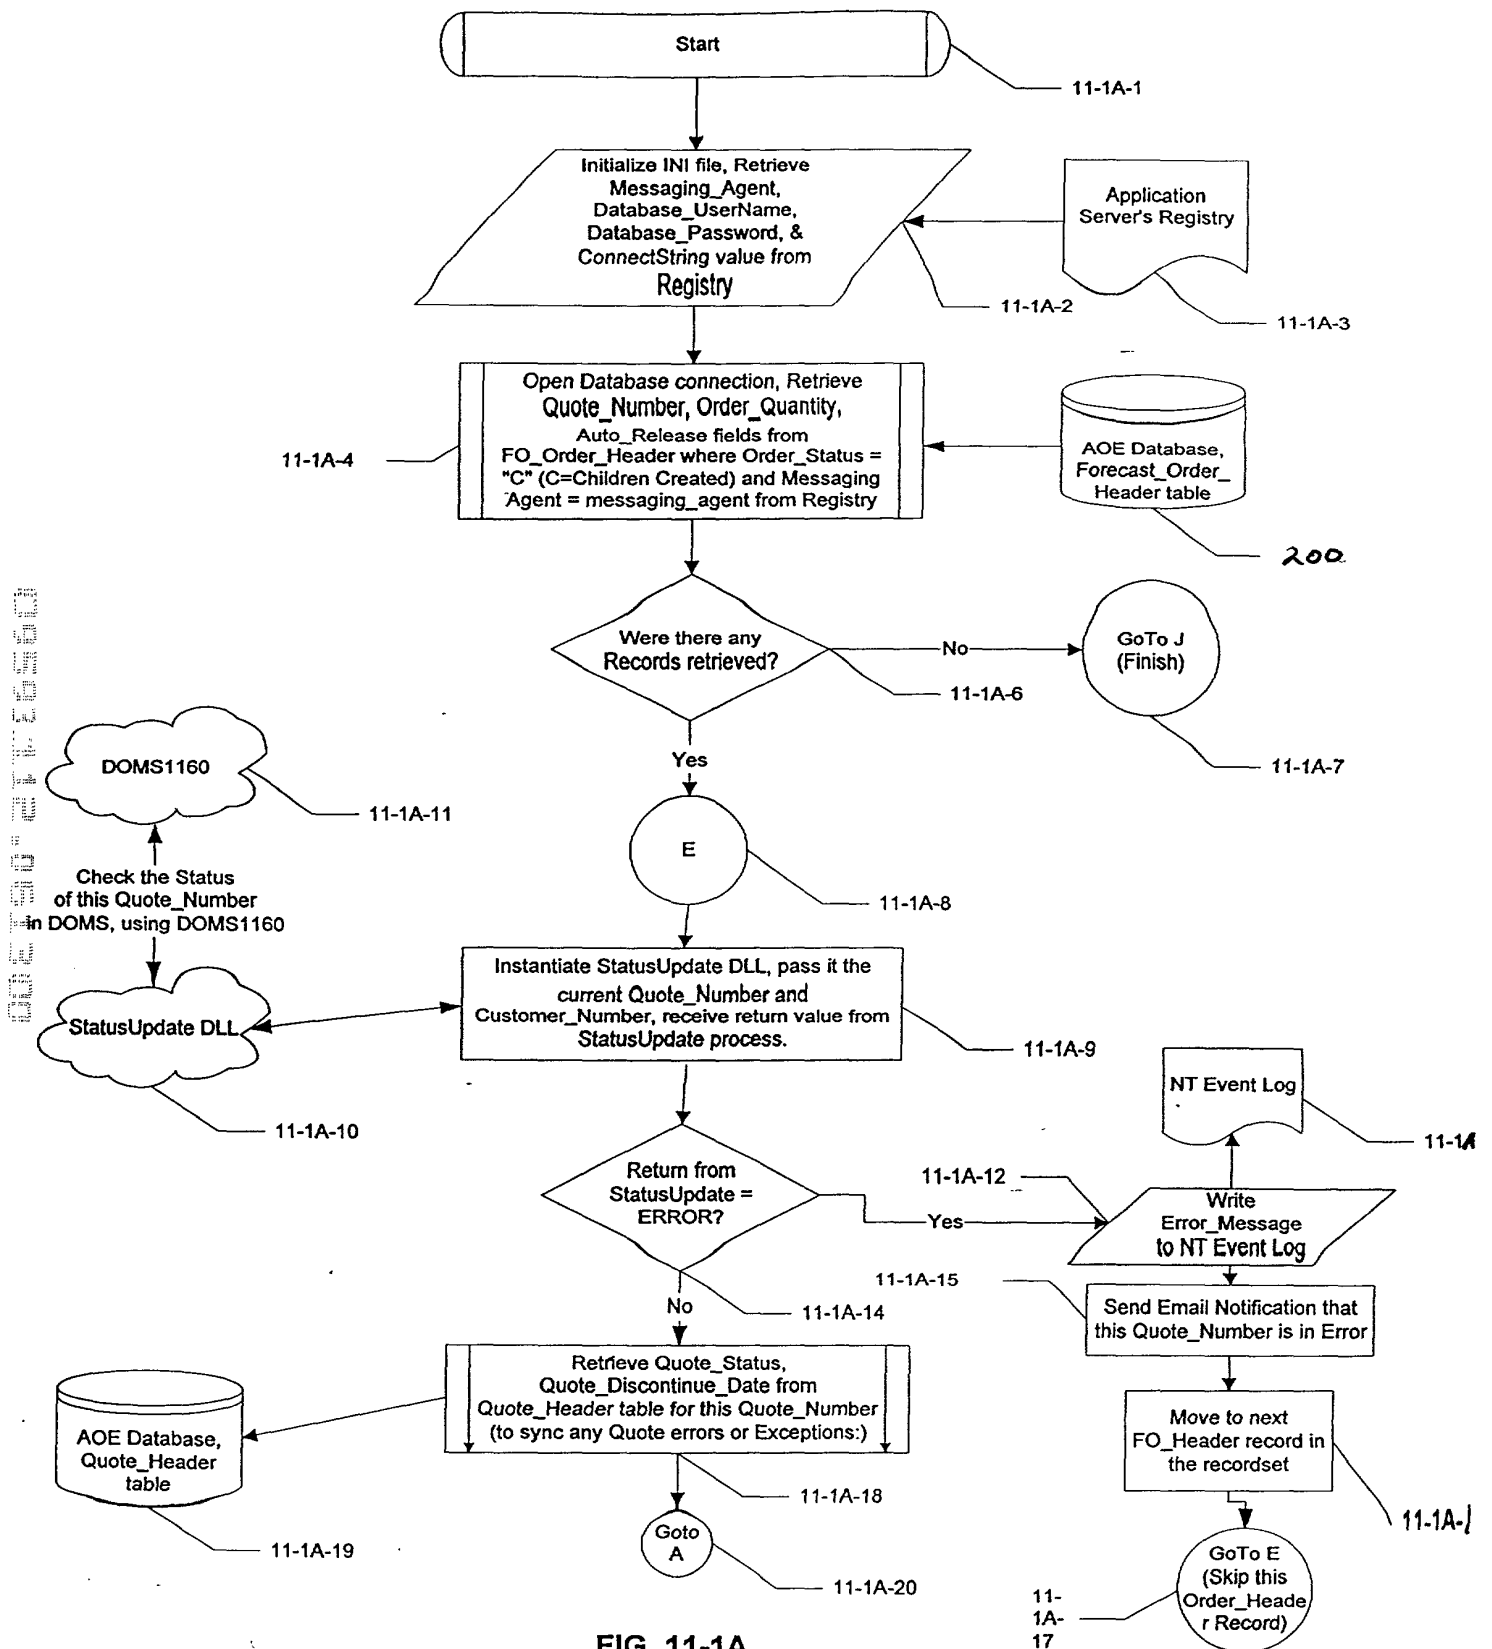 Start
11-1A-1
Initialize INI file, Retrieve
Messaging_Agent,
Database_UserName,
Database_Password, &
ConnectString value from
Registry
11-1A-2
Application
Server's Registry
11-1A-3
Open Database connection, Retrieve
Quote_Number, Order_Quantity,
Auto_Release fields from
FO_Order_Header where Order_Status =
"C" (C=Children Created) and Messaging
Agent = messaging_agent from Registry
11-1A-4
AOE Database,
Forecast_Order_
Header table
200
Were there any
Records retrieved?
No
11-1A-6
GoTo J
(Finish)
11-1A-7
Yes
DOMS1160
11-1A-11
E
11-1A-8
Check the Status
of this Quote_Number
in DOMS, using DOMS1160
StatusUpdate DLL
11-1A-10
Instantiate StatusUpdate DLL, pass it the
current Quote_Number and
Customer_Number, receive return value from
StatusUpdate process.
11-1A-9
NT Event Log
11-1A
Return from
StatusUpdate =
ERROR?
Yes
11-1A-12
Write
Error_Message
to NT Event Log
11-1A-15
No
11-1A-14
Send Email Notification that
this Quote_Number is in Error
Retrieve Quote_Status,
Quote_Discontinue_Date from
Quote_Header table for this Quote_Number
(to sync any Quote errors or Exceptions:)
11-1A-18
AOE Database,
Quote_Header
table
11-1A-19
Move to next
FO_Header record in
the recordset
11-1A-1
Goto
A
11-1A-20
GoTo E
(Skip this
Order_Heade
r Record)
11-
1A-
17
FIG. 11-1A